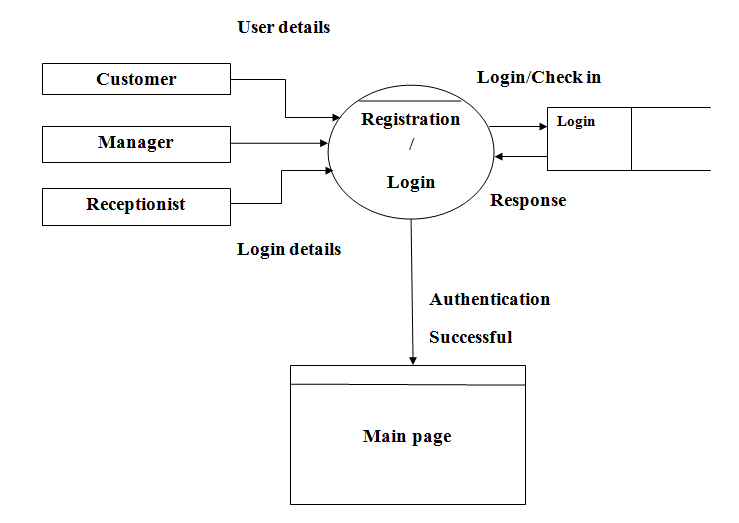 User details
Customer
Login/Check in
Registration
/
Login
Login
Manager
Receptionist
Response
Login details
Authentication
Successful
Main page